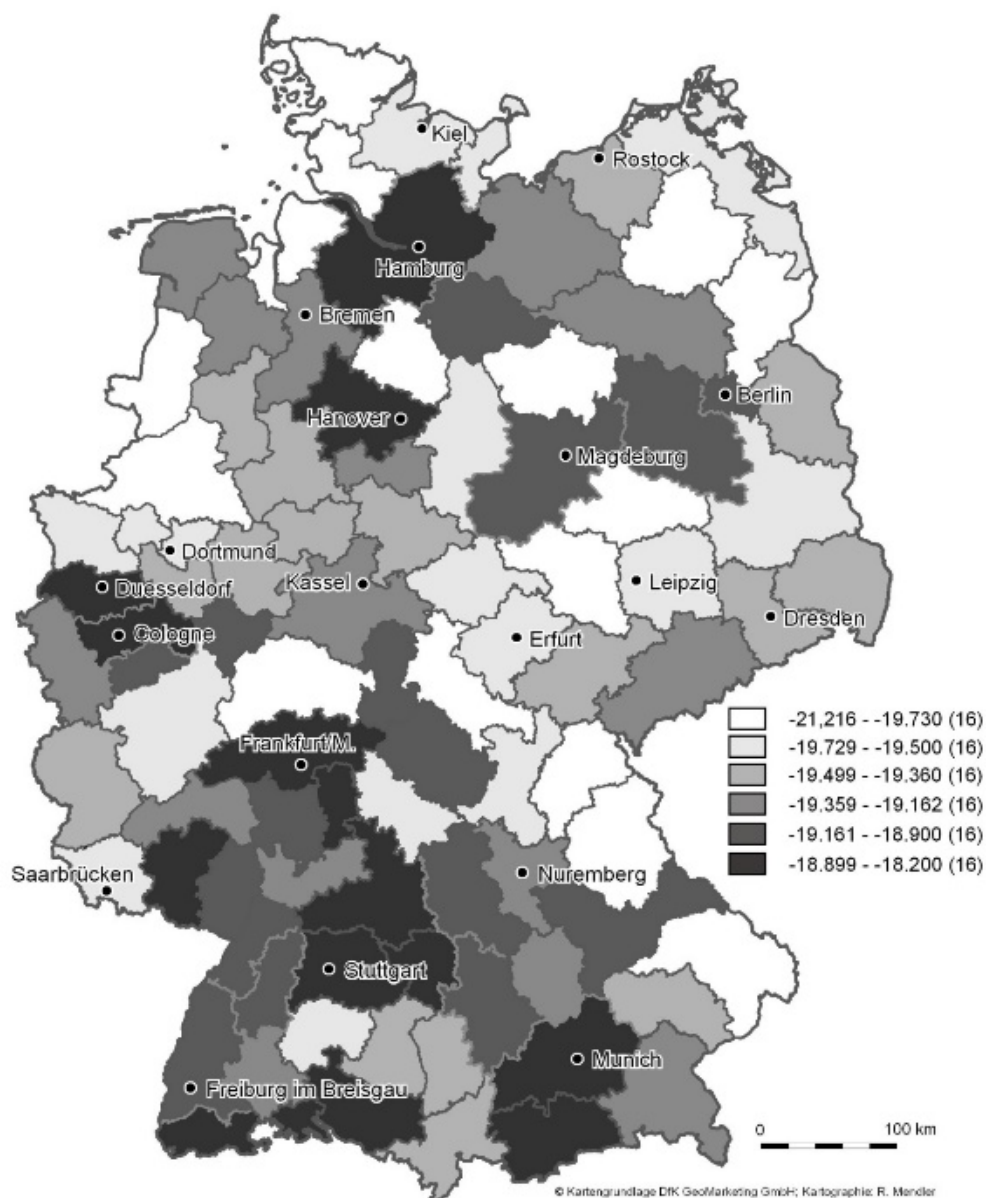 Kiel
Rostock
Hamburg
Bremen
Berlin
Hanover
Magdeburg
Dortmund
Duesseldorf
Kassel
Leipzig
Cologne
Erfurt
Dresden
-21,216 - -19.730 (16)
-19.729 - -19.500 (16)
-19.499 - -19.360 (16)
-19.359 - -19.162 (16)
-19.161 - -18.900 (16)
-18.899 - -18.200 (16)
Frankfurt/M.
Saarbrücken
Nuremberg
Stuttgart
Munich
Freiburg im Breisgau
0 100 km
© Kartengrundlage DfK GeoMarketing GmbH; Kartographie: R. Mendler